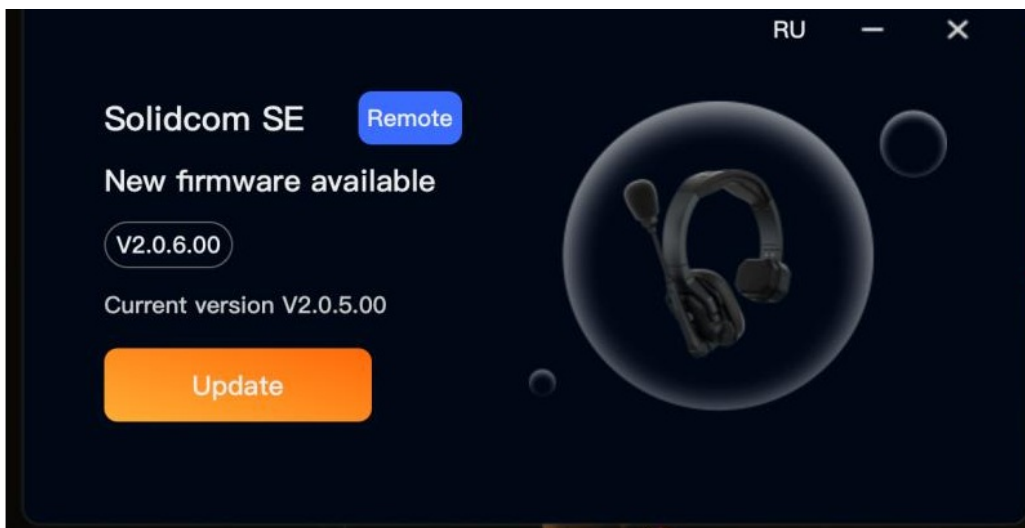 RU
Solidcom SE Remote
New firmware available
V2.0.6.00
Current version V2.0.5.00
Update